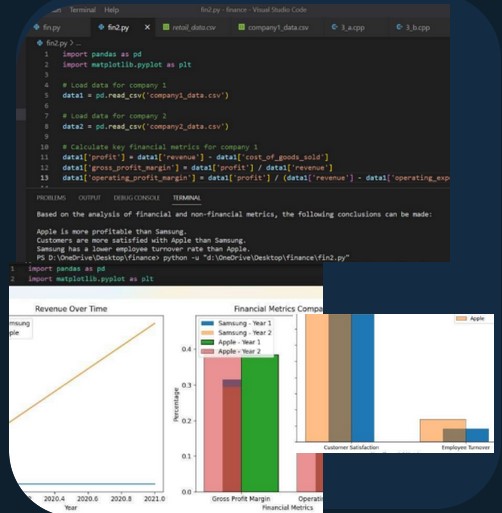 Terminal Help
fin2.py - finance - Visual Studio Code
fin.py
fin2.py
retail_data.csv
company1_data.csv
3_a.cpp
3_b.cpp
fin2.py > ...
1 import pandas as pd
2 import matplotlib.pyplot as plt
3
4 # Load data for company 1
5 data1 = pd.read_csv('company1_data.csv')
6
7 # Load data for company 2
8 data2 = pd.read_csv('company2_data.csv')
9
10 # Calculate key financial metrics for company 1
11 data1['profit'] = data1['revenue'] - data1['cost_of_goods_sold']
12 data1['gross_profit_margin'] = data1['profit'] / data1['revenue']
13 data1['operating_profit_margin'] = data1['profit'] / (data1['revenue'] - data1['operating_exp
PROBLEMS OUTPUT DEBUG CONSOLE TERMINAL
Based on the analysis of financial and non-financial metrics, the following conclusions can be made:
Apple is more profitable than Samsung.
Customers are more satisfied with Apple than Samsung.
Samsung has a lower employee turnover rate than Apple.
PS D:\OneDrive\Desktop\finance> python -u "d:\OneDrive\Desktop\finance\fin2.py"
1 import pandas as pd
2 import matplotlib.pyplot as plt
Revenue Over Time
msung
ple
2020.4 2020.6 2020.8 2021.0
Year
Financial Metrics Compa
Samsung - Year 1
Samsung - Year 2
Apple - Year 1
Apple - Year 2
Percentage
0.4
0.3
0.2
0.1
0.0
Gross Profit Margin
Operati
Financial Metrics
Apple
Customer Satisfaction
Employee Turnover